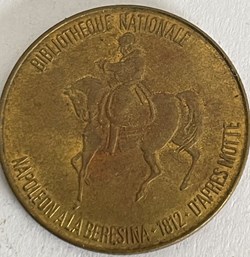 BIBLIOTHEQUE NATIONALE
NAPOLEON A LA BERESINA · 1812 · D'APRES MOTTE